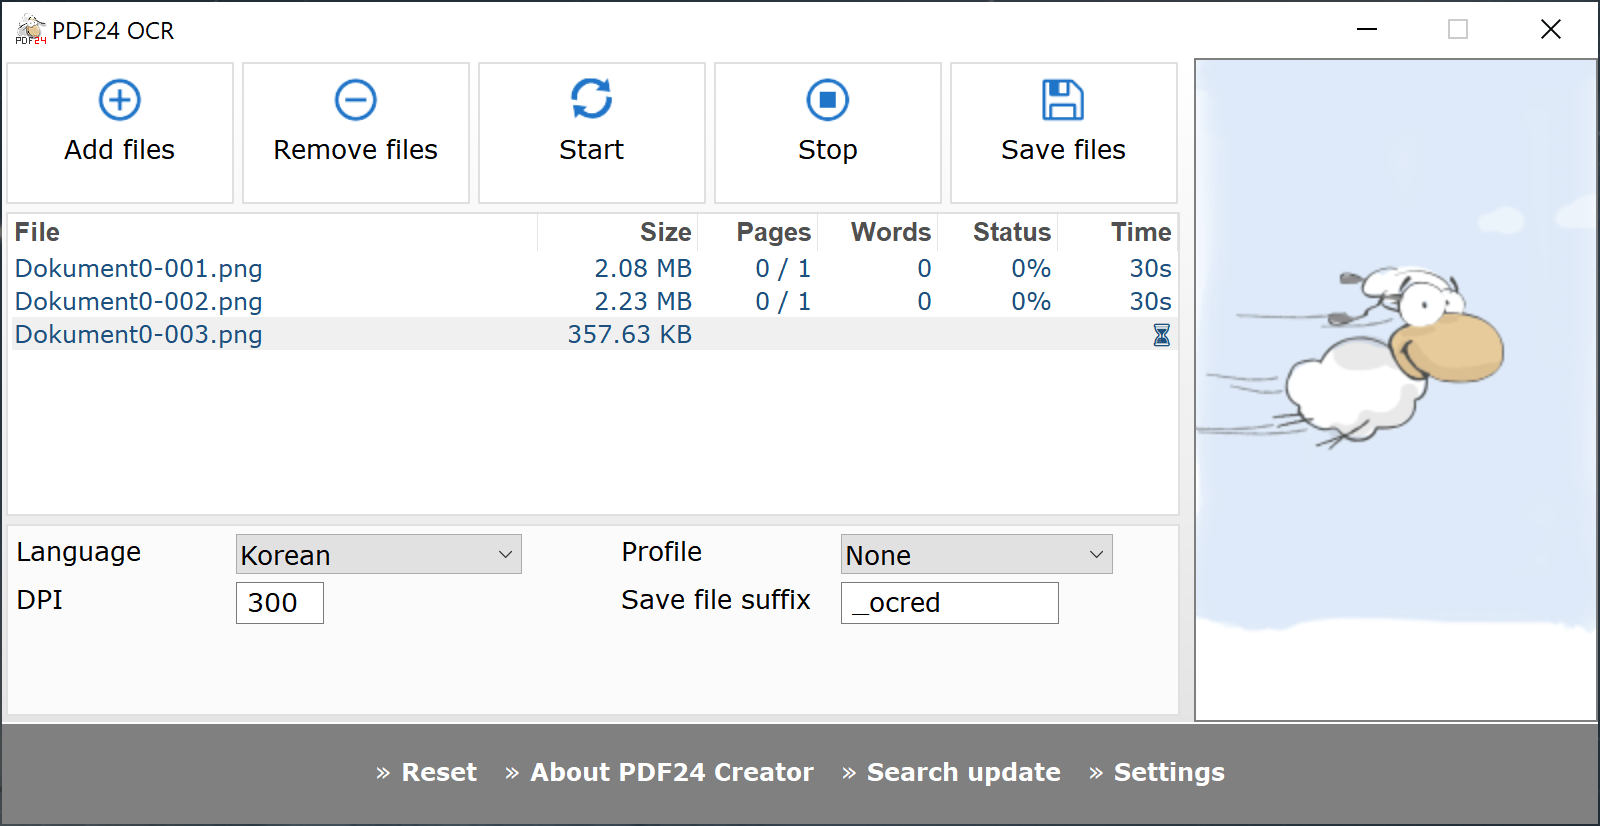 PDF24 OCR
Add files Remove files Start Stop Save files
File Size Pages Words Status Time
Dokument0-001.png 2.08 MB 0 / 1 0 0% 30s
Dokument0-002.png 2.23 MB 0 / 1 0 0% 30s
Dokument0-003.png 357.63 KB
Language Korean Profile None
DPI 300 Save file suffix _ocred
» Reset » About PDF24 Creator » Search update » Settings